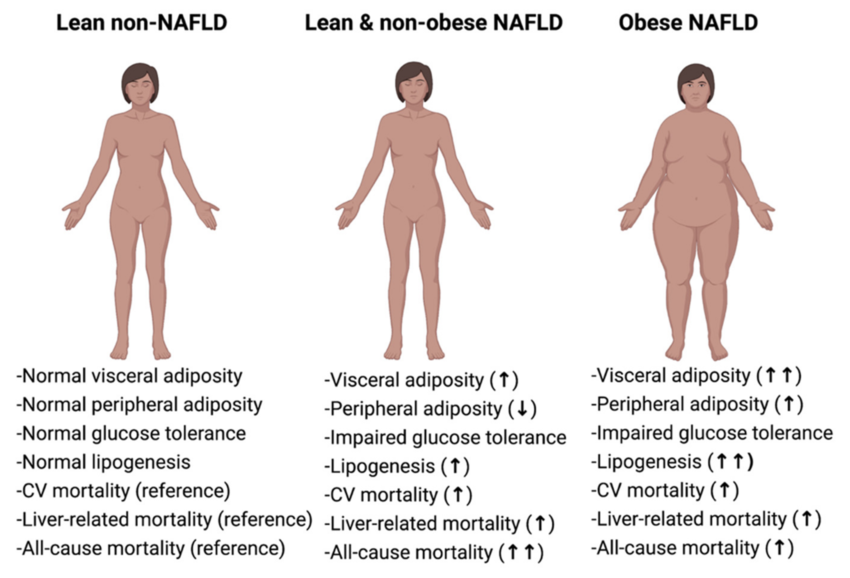 Lean non-NAFLD
-Normal visceral adiposity
-Normal peripheral adiposity
-Normal glucose tolerance
-Normal lipogenesis
-CV mortality (reference)
-Liver-related mortality (reference)
-All-cause mortality (reference)
Lean & non-obese NAFLD
-Visceral adiposity (↑)
-Peripheral adiposity (↓)
-Impaired glucose tolerance
-Lipogenesis (↑)
-CV mortality (↑)
-Liver-related mortality (↑)
-All-cause mortality (↑↑)
Obese NAFLD
-Visceral adiposity (↑↑)
-Peripheral adiposity (↑)
-Impaired glucose tolerance
-Lipogenesis (↑↑)
-CV mortality (↑)
-Liver-related mortality (↑)
-All-cause mortality (↑)